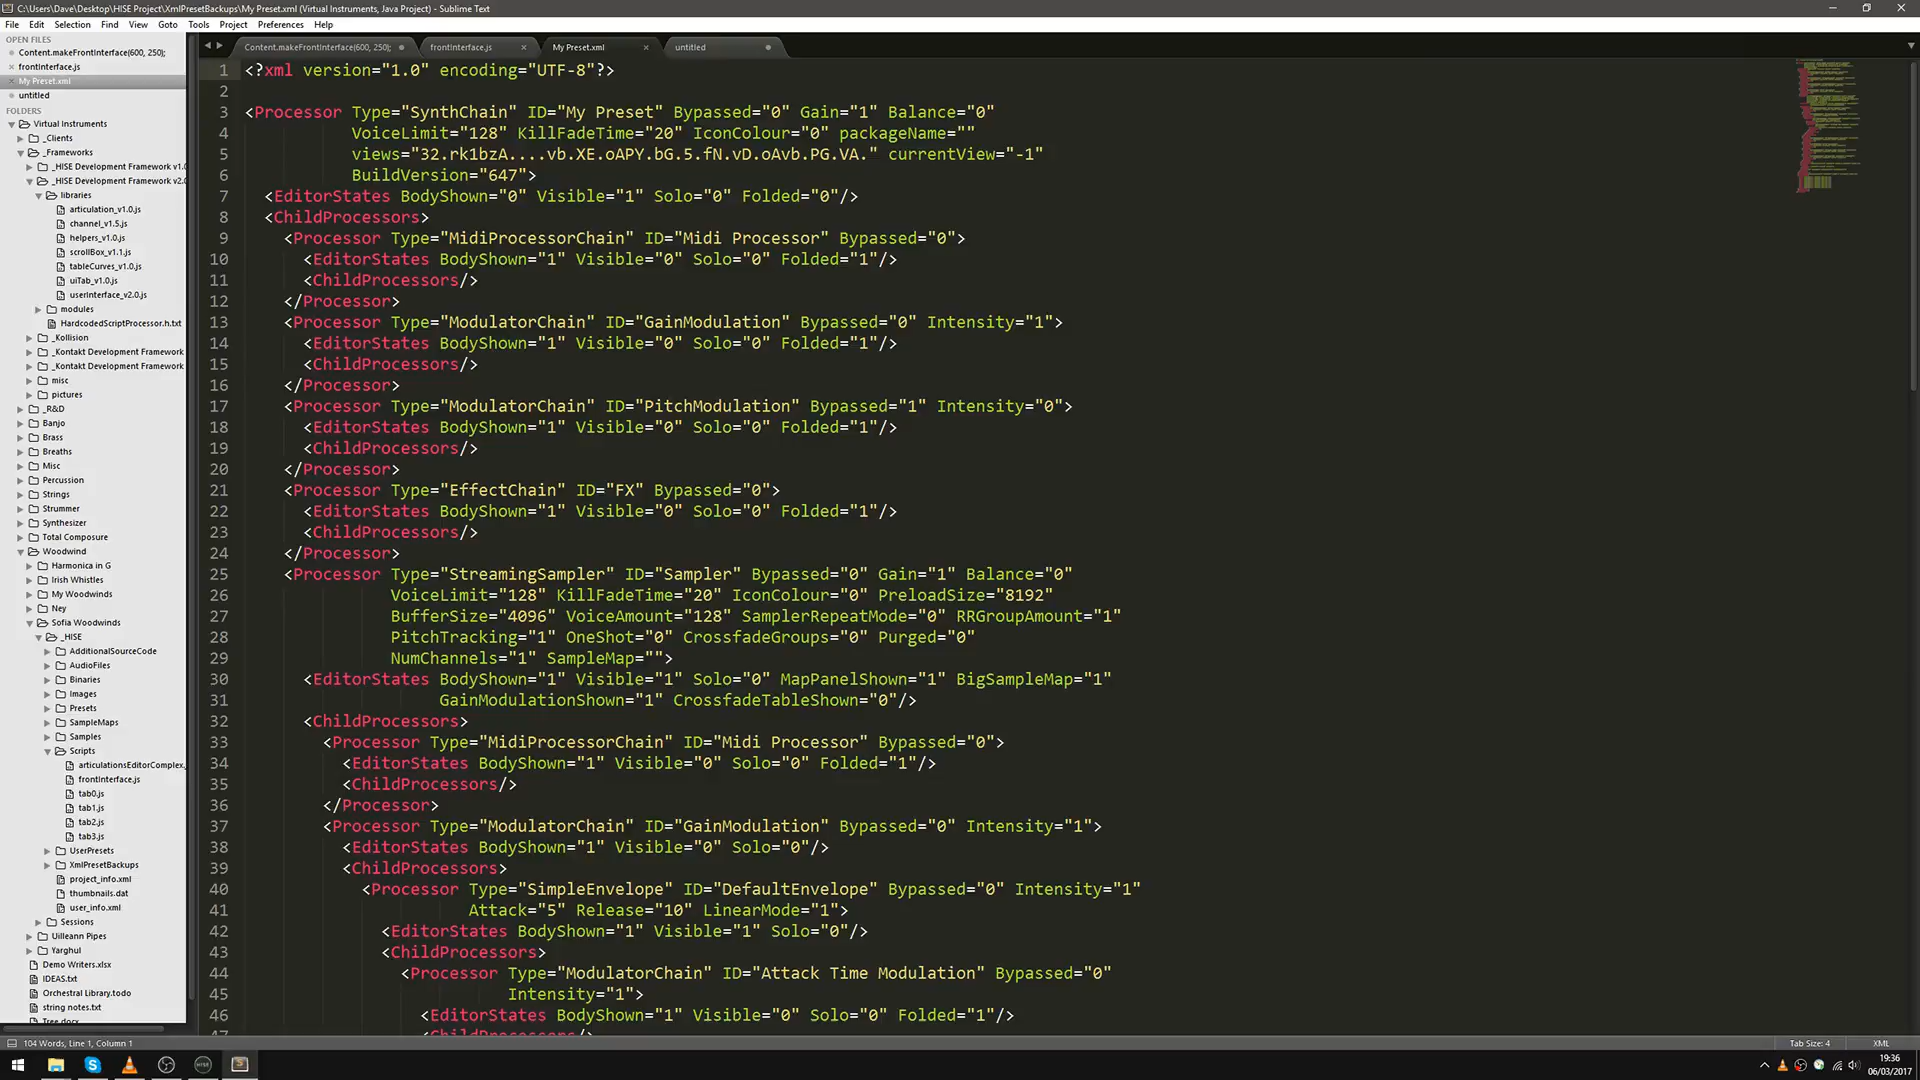 C:\Users\Dave\Desktop\HISE Project\XmlPresetBackups\My Preset.xml (Virtual Instruments, Java Project) - Sublime Text
File Edit Selection Find View Goto Tools Project Preferences Help
OPEN FILES
Content.makeFrontInterface(600, 250);
frontInterface.js
My Preset.xml
untitled
FOLDERS
Virtual Instruments
_Clients
_Frameworks
_HISE Development Framework v1.0
_HISE Development Framework v2.0
libraries
articulation_v1.0.js
channel_v1.5.js
helpers_v1.0.js
scrollBox_v1.1.js
tableCurves_v1.0.js
uiTab_v1.0.js
userInterface_v2.0.js
modules
HardcodedScriptProcessor.h.txt
_Kollision
_Kontakt Development Framework
_Kontakt Development Framework
misc
pictures
_R&D
Banjo
Brass
Breaths
Misc
Percussion
Strings
Strummer
Synthesizer
Total Composure
Woodwind
Harmonica in G
Irish Whistles
My Woodwinds
Ney
Sofia Woodwinds
_HISE
AdditionalSourceCode
AudioFiles
Binaries
Images
Presets
SampleMaps
Samples
Scripts
articulationsEditorComplex.
frontInterface.js
tab0.js
tab1.js
tab2.js
tab3.js
UserPresets
XmlPresetBackups
project_info.xml
thumbnails.dat
user_info.xml
Sessions
Uilleann Pipes
Yarghul
Demo Writers.xlsx
IDEAS.txt
Orchestral Library.todo
string notes.txt
Tree.docx
Content.makeFrontInterface(600, 250); frontInterface.js My Preset.xml untitled
1 <?xml version="1.0" encoding="UTF-8"?>
2
3 <Processor Type="SynthChain" ID="My Preset" Bypassed="0" Gain="1" Balance="0"
4 VoiceLimit="128" KillFadeTime="20" IconColour="0" packageName=""
5 views="32.rk1bzA....vb.XE.oAPY.bG.5.fN.vD.oAvb.PG.VA." currentView="-1"
6 BuildVersion="647">
7 <EditorStates BodyShown="0" Visible="1" Solo="0" Folded="0"/>
8 <ChildProcessors>
9 <Processor Type="MidiProcessorChain" ID="Midi Processor" Bypassed="0">
10 <EditorStates BodyShown="1" Visible="0" Solo="0" Folded="1"/>
11 <ChildProcessors/>
12 </Processor>
13 <Processor Type="ModulatorChain" ID="GainModulation" Bypassed="0" Intensity="1">
14 <EditorStates BodyShown="1" Visible="0" Solo="0" Folded="1"/>
15 <ChildProcessors/>
16 </Processor>
17 <Processor Type="ModulatorChain" ID="PitchModulation" Bypassed="1" Intensity="0">
18 <EditorStates BodyShown="1" Visible="0" Solo="0" Folded="1"/>
19 <ChildProcessors/>
20 </Processor>
21 <Processor Type="EffectChain" ID="FX" Bypassed="0">
22 <EditorStates BodyShown="1" Visible="0" Solo="0" Folded="1"/>
23 <ChildProcessors/>
24 </Processor>
25 <Processor Type="StreamingSampler" ID="Sampler" Bypassed="0" Gain="1" Balance="0"
26 VoiceLimit="128" KillFadeTime="20" IconColour="0" PreloadSize="8192"
27 BufferSize="4096" VoiceAmount="128" SamplerRepeatMode="0" RRGroupAmount="1"
28 PitchTracking="1" OneShot="0" CrossfadeGroups="0" Purged="0"
29 NumChannels="1" SampleMap="">
30 <EditorStates BodyShown="1" Visible="1" Solo="0" MapPanelShown="1" BigSampleMap="1"
31 GainModulationShown="1" CrossfadeTableShown="0"/>
32 <ChildProcessors>
33 <Processor Type="MidiProcessorChain" ID="Midi Processor" Bypassed="0">
34 <EditorStates BodyShown="1" Visible="0" Solo="0" Folded="1"/>
35 <ChildProcessors/>
36 </Processor>
37 <Processor Type="ModulatorChain" ID="GainModulation" Bypassed="0" Intensity="1">
38 <EditorStates BodyShown="1" Visible="0" Solo="0"/>
39 <ChildProcessors>
40 <Processor Type="SimpleEnvelope" ID="DefaultEnvelope" Bypassed="0" Intensity="1"
41 Attack="5" Release="10" LinearMode="1">
42 <EditorStates BodyShown="1" Visible="1" Solo="0"/>
43 <ChildProcessors>
44 <Processor Type="ModulatorChain" ID="Attack Time Modulation" Bypassed="0"
45 Intensity="1">
46 <EditorStates BodyShown="1" Visible="0" Solo="0" Folded="1"/>
47 <ChildProcessors/>
104 Words, Line 1, Column 1 Tab Size: 4 XML
19:36
06/03/2017